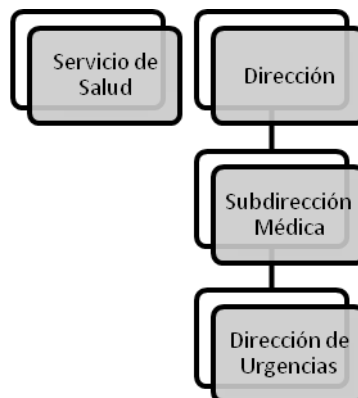 Servicio de
Salud
Dirección
Subdirección
Médica
Dirección de
Urgencias